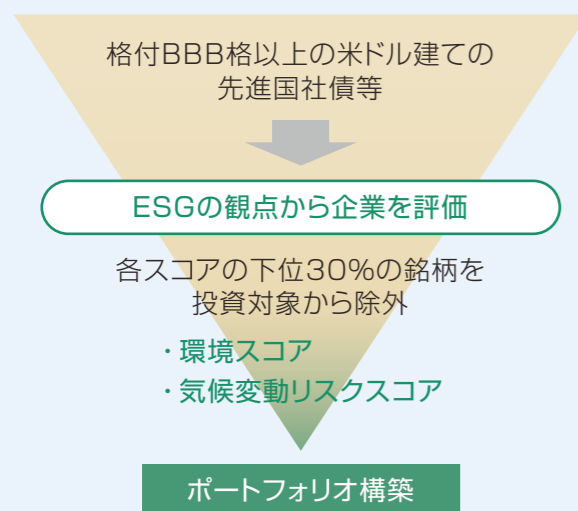 格付BBB格以上の米ドル建ての
先進国社債等
ESGの観点から企業を評価
各スコアの下位30%の銘柄を
投資対象から除外
・環境スコア
・気候変動リスクスコア
ポートフォリオ構築